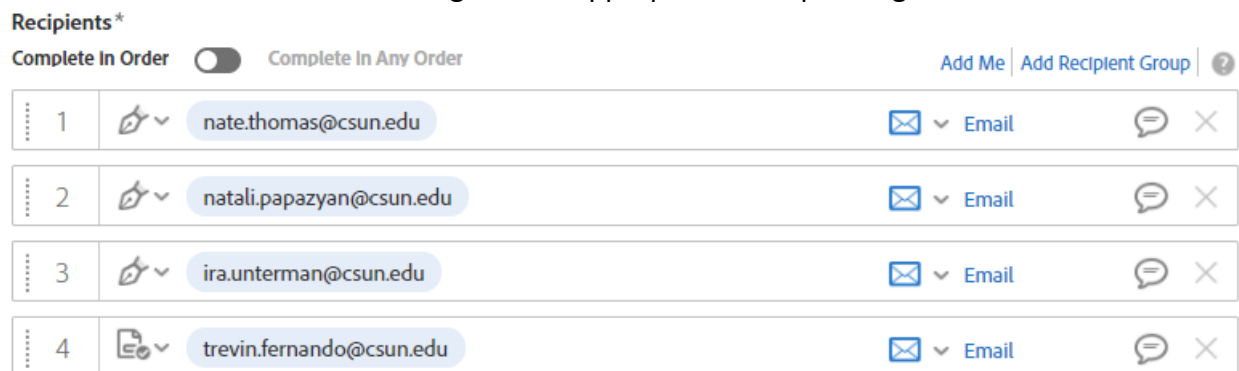 Recipients*
Complete In Order Complete In Any Order Add Me Add Recipient Group ?
1 nate.thomas@csun.edu Email
2 natali.papazyan@csun.edu Email
3 ira.unterman@csun.edu Email
4 trevin.fernando@csun.edu Email